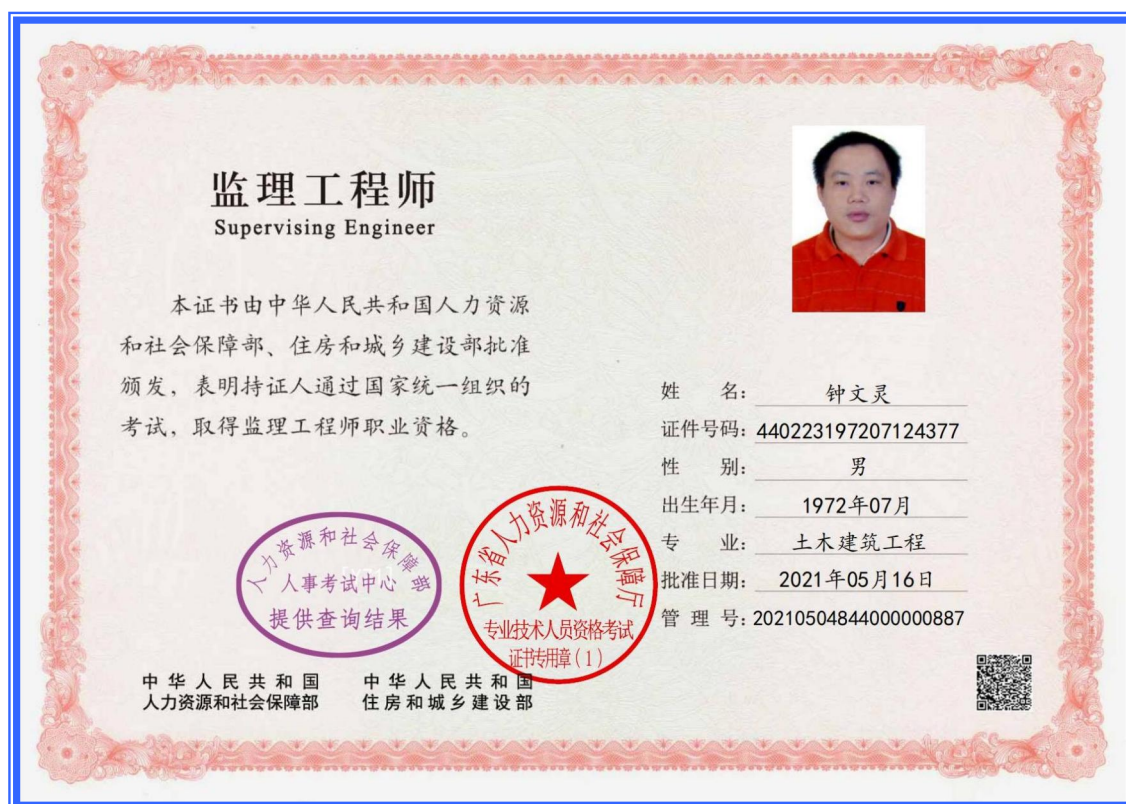 监理工程师
Supervising Engineer
本证书由中华人民共和国人力资源
和社会保障部、住房和城乡建设部批准
颁发，表明持证人通过国家统一组织的
考试，取得监理工程师职业资格。
姓 名：钟文灵
证件号码：440223197207124377
性 别：男
出生年月：1972年07月
专 业：土木建筑工程
批准日期：2021年05月16日
管 理 号：20210504844000000887
人力资源和社会保障部
人事考试中心
提供查询结果
广东省人力资源和社会保障厅
专业技术人员资格考试
证书专用章（1）
中华人民共和国
人力资源和社会保障部
中华人民共和国
住房和城乡建设部